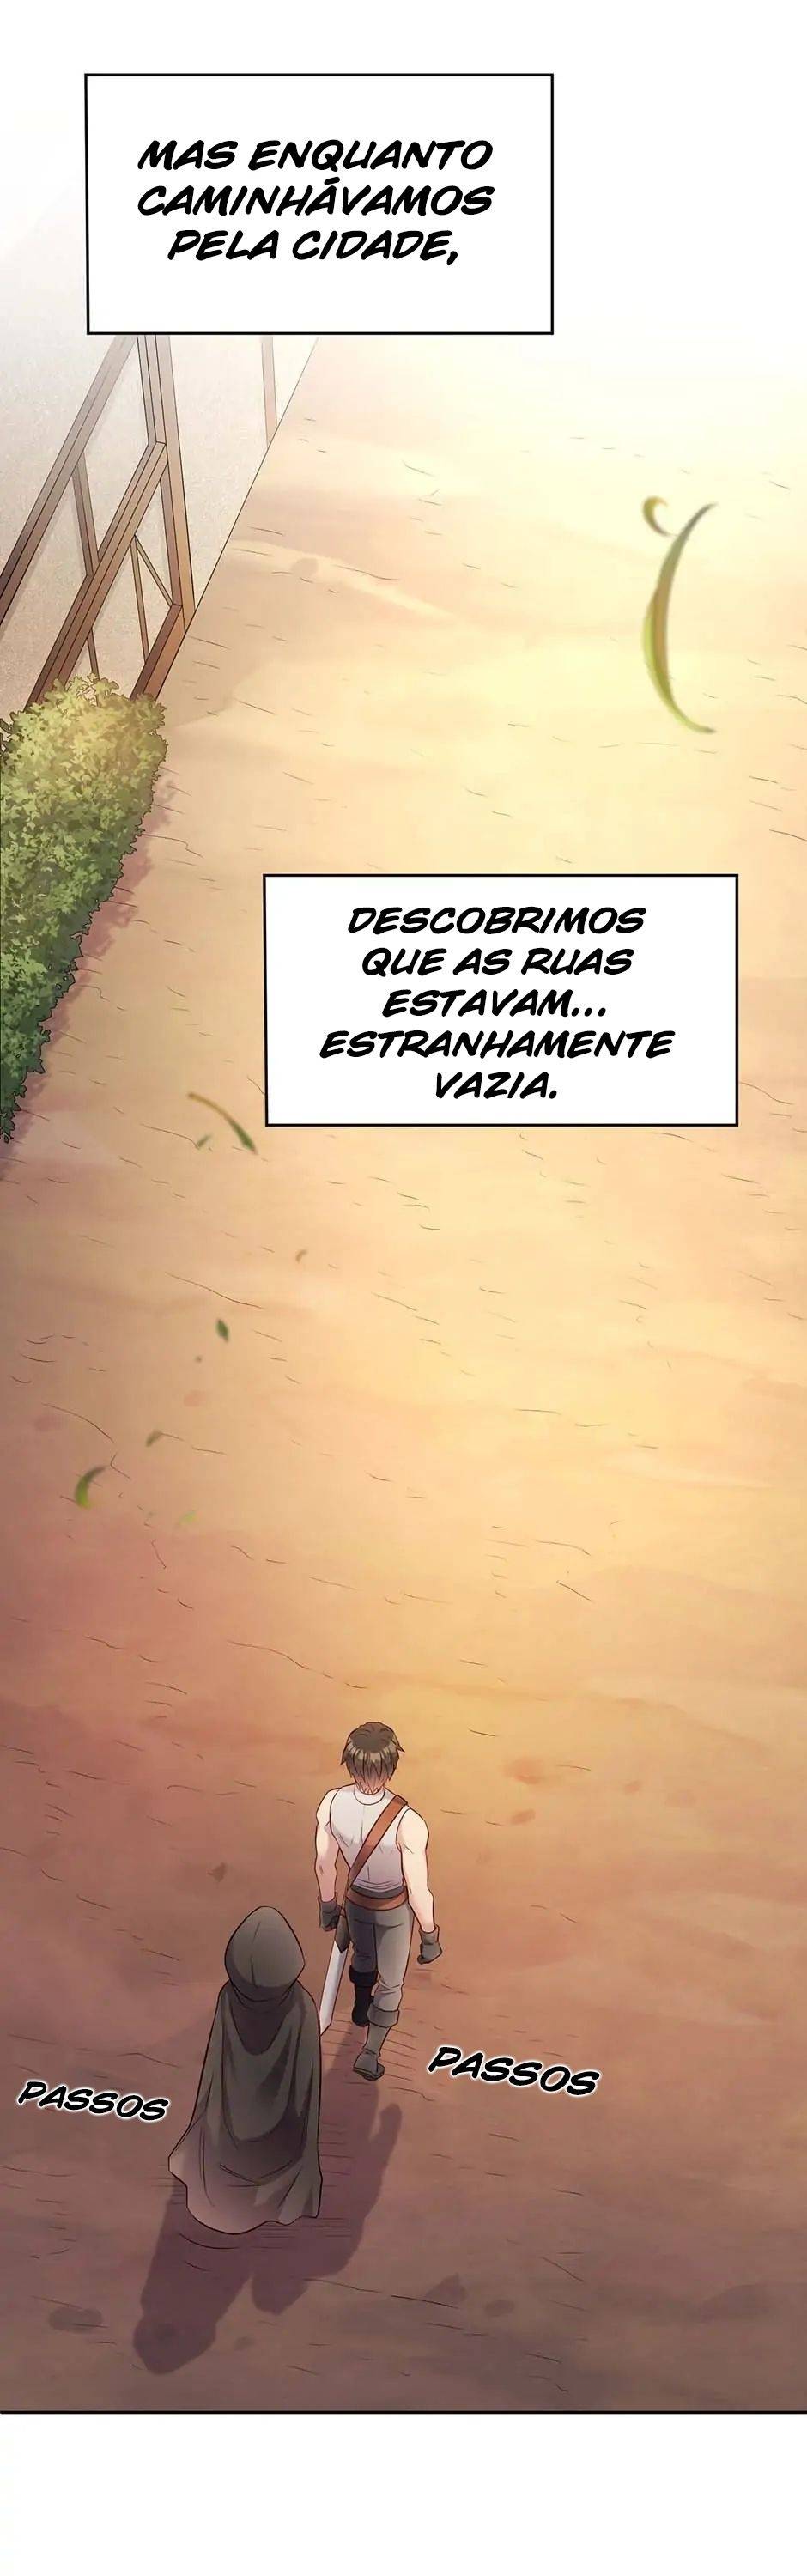 MAS ENQUANTO
CAMINHÁVAMOS
PELA CIDADE,
DESCOBRIMOS
QUE AS RUAS
ESTAVAM...
ESTRANHAMENTE
VAZIA.
PASSOS
PASSOS